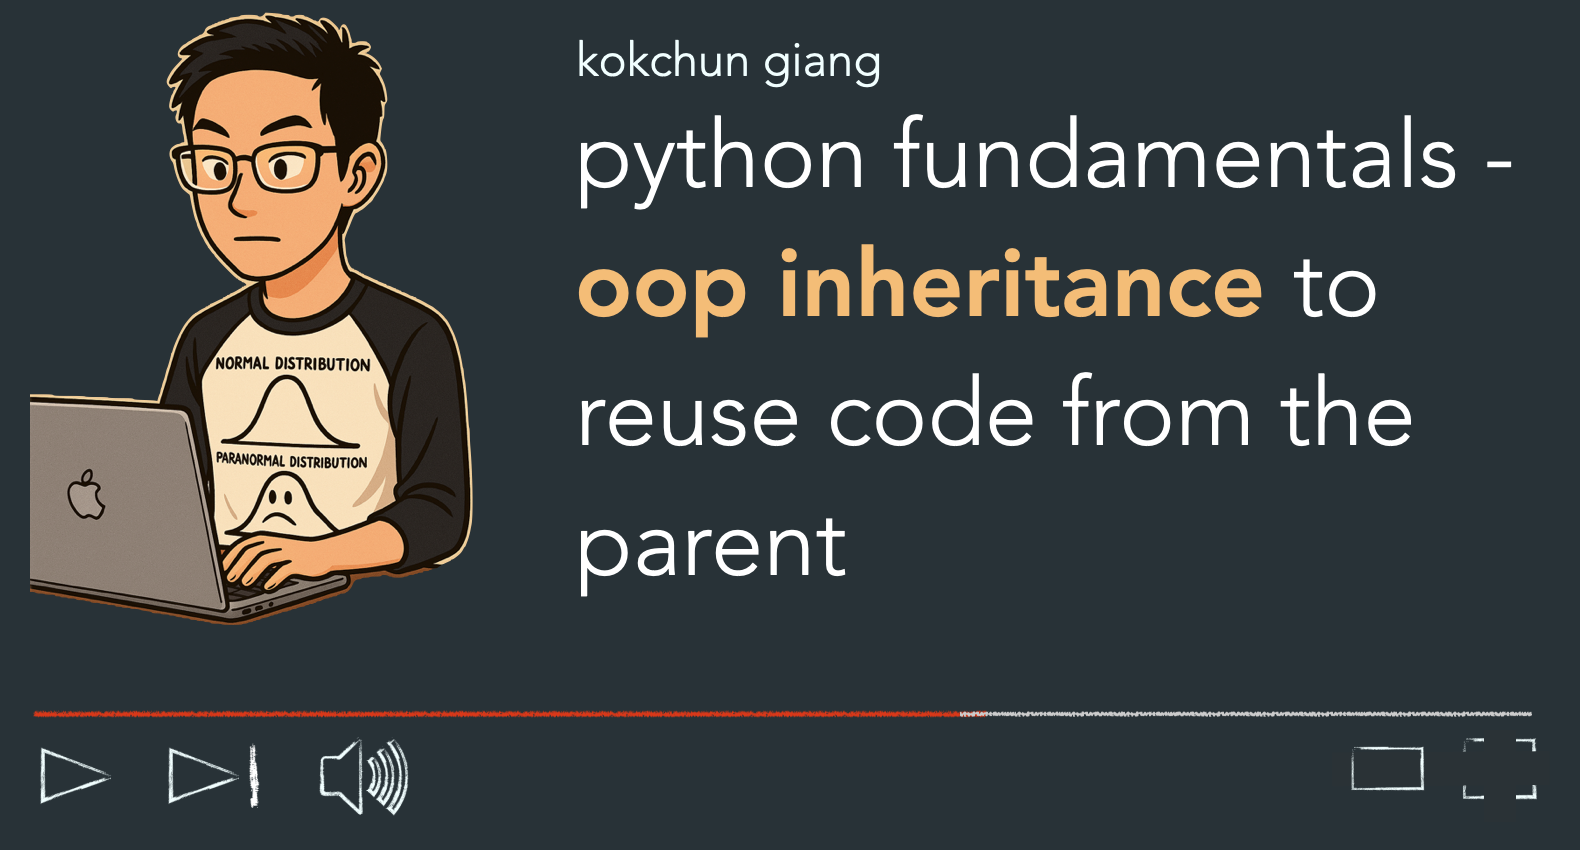 kokchun giang
python fundamentals -
oop inheritance to
reuse code from the
parent
NORMAL DISTRIBUTION
PARANORMAL DISTRIBUTION